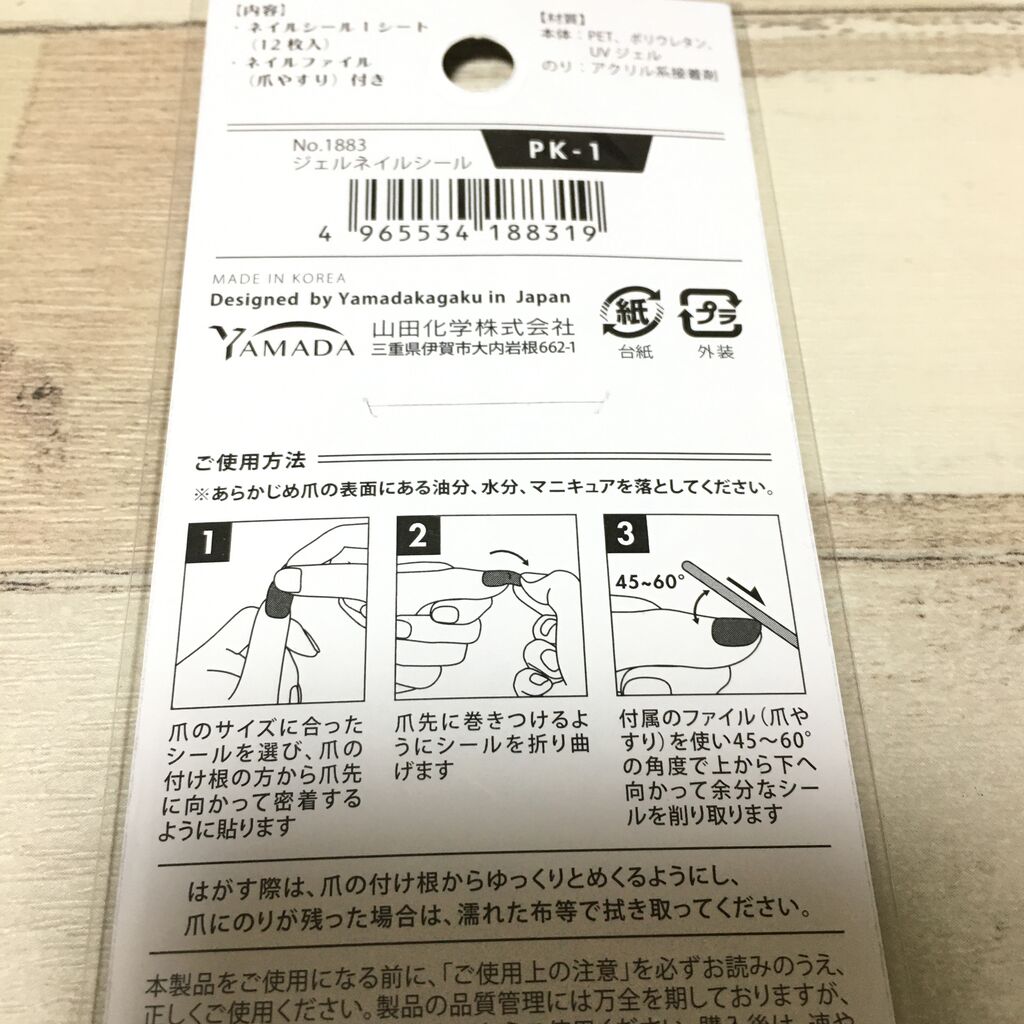 【内容】
・ネイルシール1シート
（12枚入）
・ネイルファイル
（爪やすり）付き
【材質】
本体：PET、ポリウレタン、
UVジェル
のり：アクリル系接着剤
No.1883
ジェルネイルシール
PK-1
4 965534 188319
MADE IN KOREA
Designed by Yamadakagaku in Japan
YAMADA
山田化学株式会社
三重県伊賀市大内岩根662-1
紙
台紙
プラ
外装
ご使用方法
※あらかじめ爪の表面にある油分、水分、マニキュアを落としてください。
1
爪のサイズに合った
シールを選び、爪の
付け根の方から爪先
に向かって密着する
ように貼ります
2
爪先に巻きつけるよ
うにシールを折り曲
げます
3
45~60°
付属のファイル（爪や
すり）を使い45～60°
の角度で上から下へ
向かって余分なシー
ルを削り取ります
はがす際は、爪の付け根からゆっくりとめくるようにし、
爪にのりが残った場合は、濡れた布等で拭き取ってください。
本製品をご使用になる前に、「ご使用上の注意」を必ずお読みのうえ、
正しくご使用ください。製品の品質管理には万全を期しておりますが、